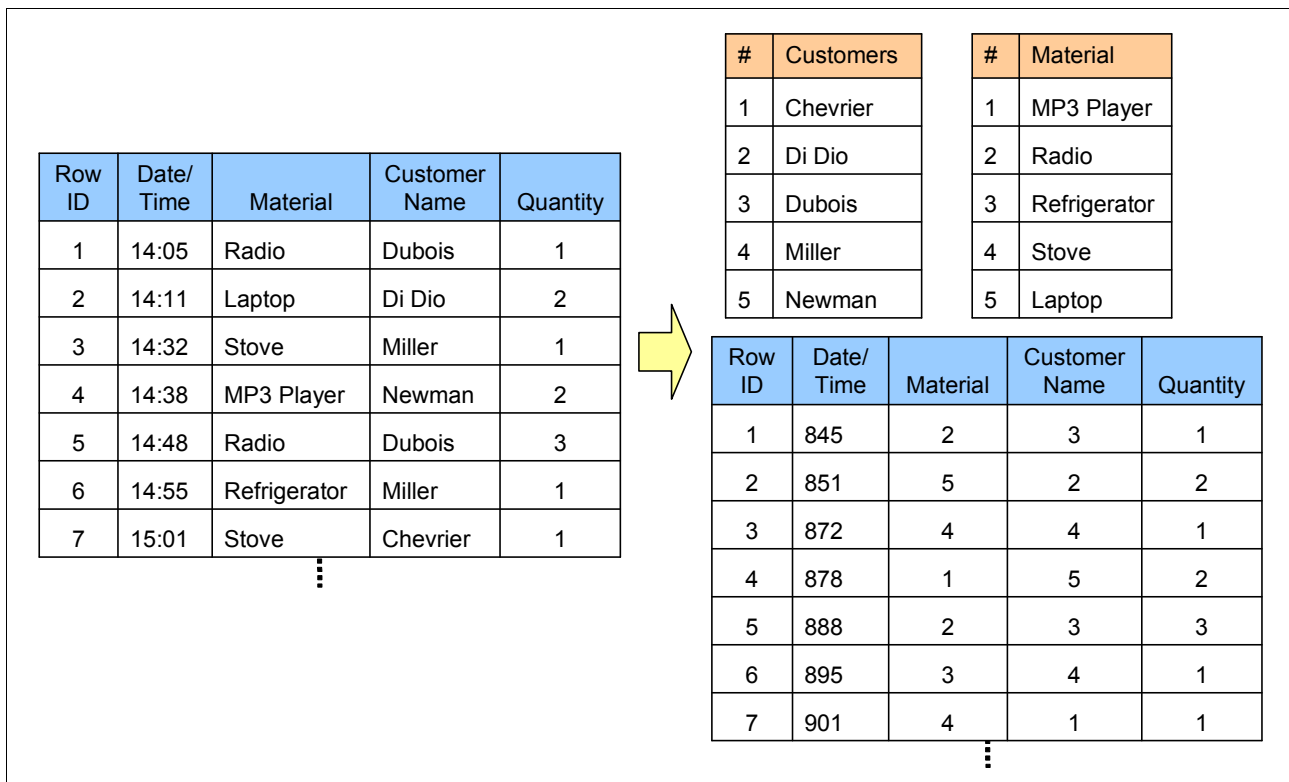 Row ID Date/ Time Material Customer Name Quantity
1 14:05 Radio Dubois 1
2 14:11 Laptop Di Dio 2
3 14:32 Stove Miller 1
4 14:38 MP3 Player Newman 2
5 14:48 Radio Dubois 3
6 14:55 Refrigerator Miller 1
7 15:01 Stove Chevrier 1
# Customers
1 Chevrier
2 Di Dio
3 Dubois
4 Miller
5 Newman
# Material
1 MP3 Player
2 Radio
3 Refrigerator
4 Stove
5 Laptop
Row ID Date/ Time Material Customer Name Quantity
1 845 2 3 1
2 851 5 2 2
3 872 4 4 1
4 878 1 5 2
5 888 2 3 3
6 895 3 4 1
7 901 4 1 1